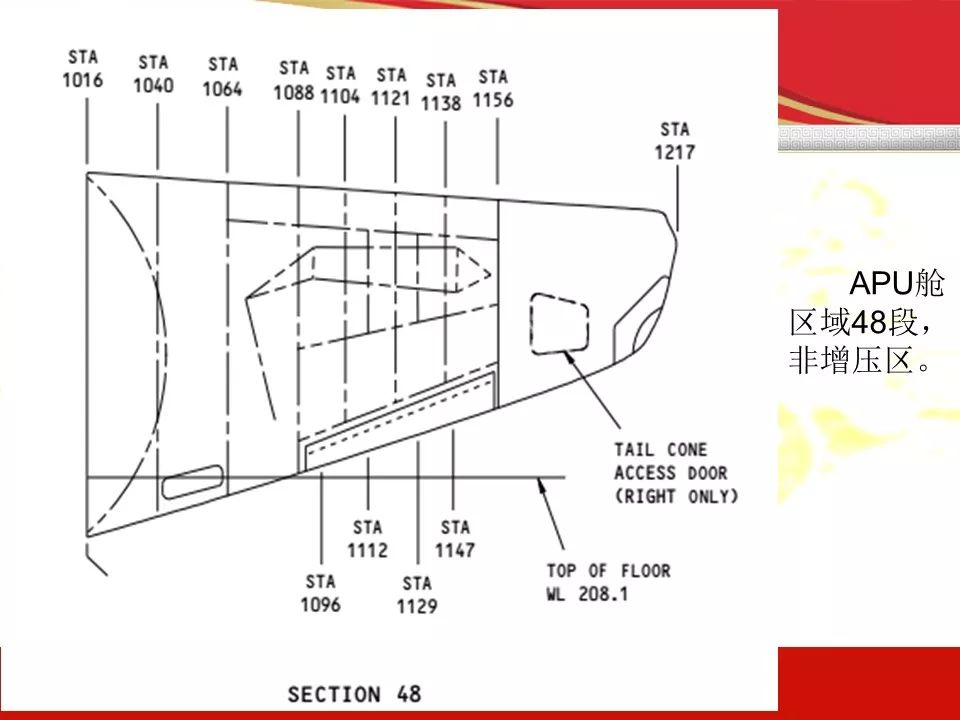 STA
1016
STA
1040
STA
1064
STA
1088
STA
1104
STA
1121
STA
1138
STA
1156
STA
1217
APU舱
区域48段，
非增压区。
TAIL CONE
ACCESS DOOR
(RIGHT ONLY)
STA
1112
STA
1147
TOP OF FLOOR
WL 208.1
STA
1096
STA
1129
SECTION 48